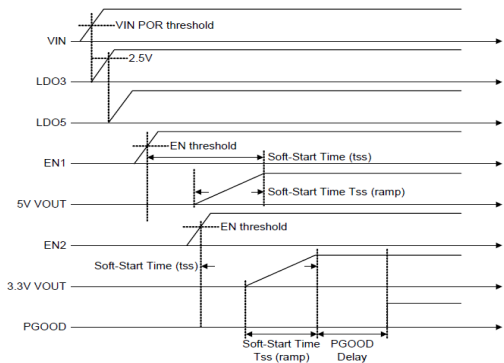 VIN POR threshold
VIN
2.5V
LDO3
LDO5
EN threshold
Soft-Start Time (tss)
EN1
Soft-Start Time Tss (ramp)
5V VOUT
EN threshold
EN2
Soft-Start Time (tss)
3.3V VOUT
PGOOD
Soft-Start Time
Tss (ramp)
PGOOD
Delay